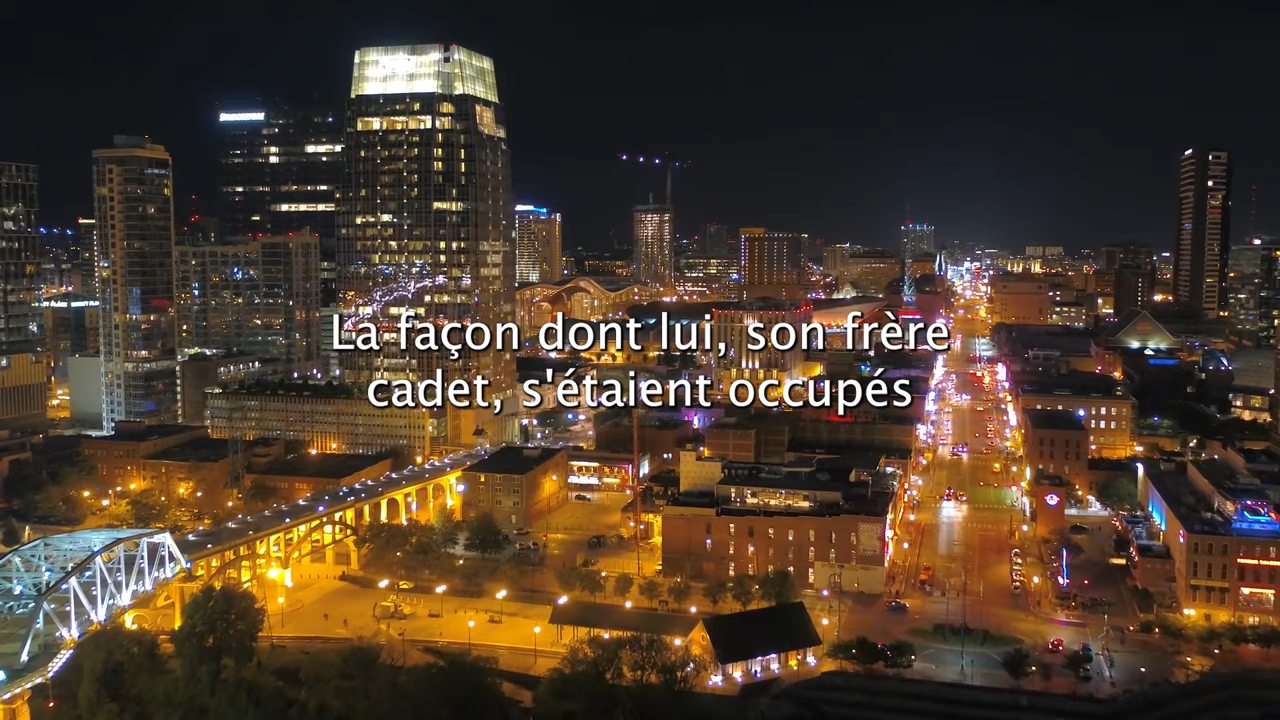 La façon dont lui, son frère
cadet, s'étaient occupés